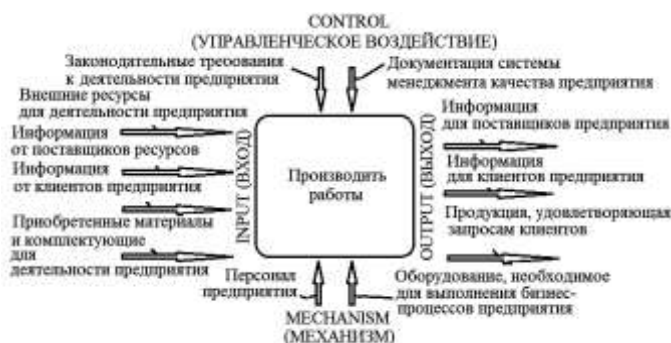 CONTROL
(УПРАВЛЕНЧЕСКОЕ ВОЗДЕЙСТВИЕ)
Законодательные требования
к деятельности предприятия
Документация системы
менеджмента качества предприятия
Внешние ресурсы
для деятельности предприятия
Информация
от поставщиков ресурсов
Информация
от клиентов предприятия
Приобретенные материалы
и комплектующие
для
деятельности предприятия
INPUT (ВХОД)
Производить
работы
OUTPUT (ВЫХОД)
Информация
для поставщиков предприятия
Информация
для клиентов предприятия
Продукция, удовлетворяющая
запросам клиентов
Персонал
предприятия
Оборудование, необходимое
для выполнения бизнес-
процессов предприятия
MECHANISM
(МЕХАНИЗМ)